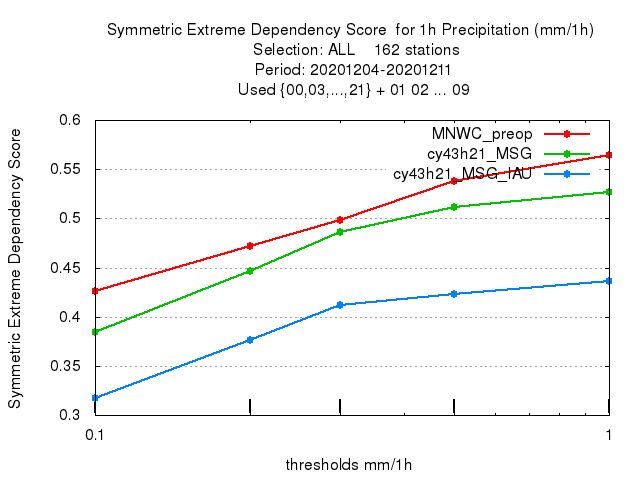 Symmetric Extreme Dependency Score for 1h Precipitation (mm/1h)
Selection: ALL 162 stations
Period: 20201204-20201211
Used {00,03,...,21} + 01 02 ... 09
Symmetric Extreme Dependency Score
0.6
0.55
0.5
0.45
0.4
0.35
0.3
MNWC_preop
cy43h21_MSG
cy43h21_MSG_IAU
0.1
1
thresholds mm/1h